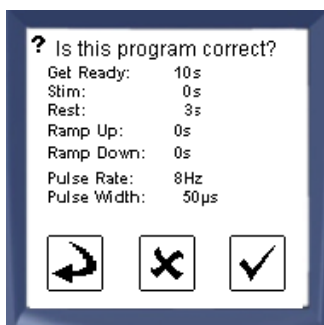 ? Is this program correct?
Get Ready: 10s
Stim: 0s
Rest: 3s
Ramp Up: 0s
Ramp Down: 0s
Pulse Rate: 8Hz
Pulse Width: 50µs